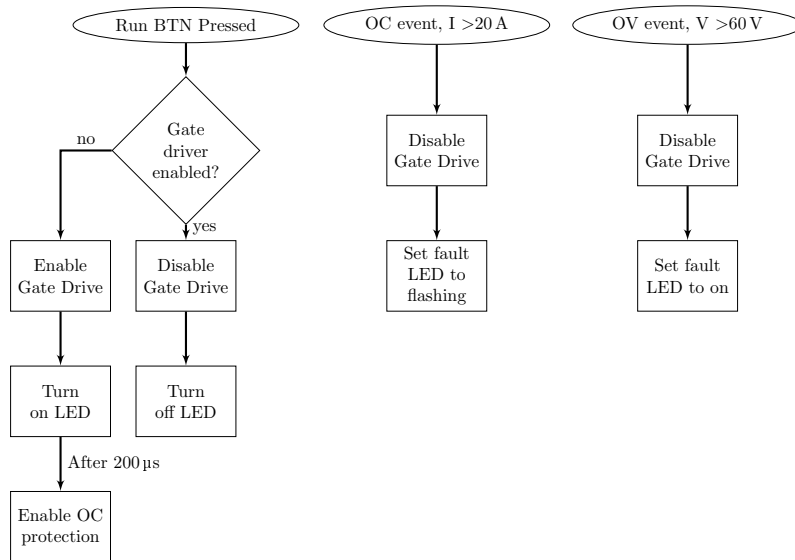 Run BTN Pressed
Gate
driver
enabled?
no
yes
Enable
Gate Drive
Disable
Gate Drive
Turn
on LED
Turn
off LED
After 200 µs
Enable OC
protection
OC event, I >20 A
Disable
Gate Drive
Set fault
LED to
flashing
OV event, V >60 V
Disable
Gate Drive
Set fault
LED to on